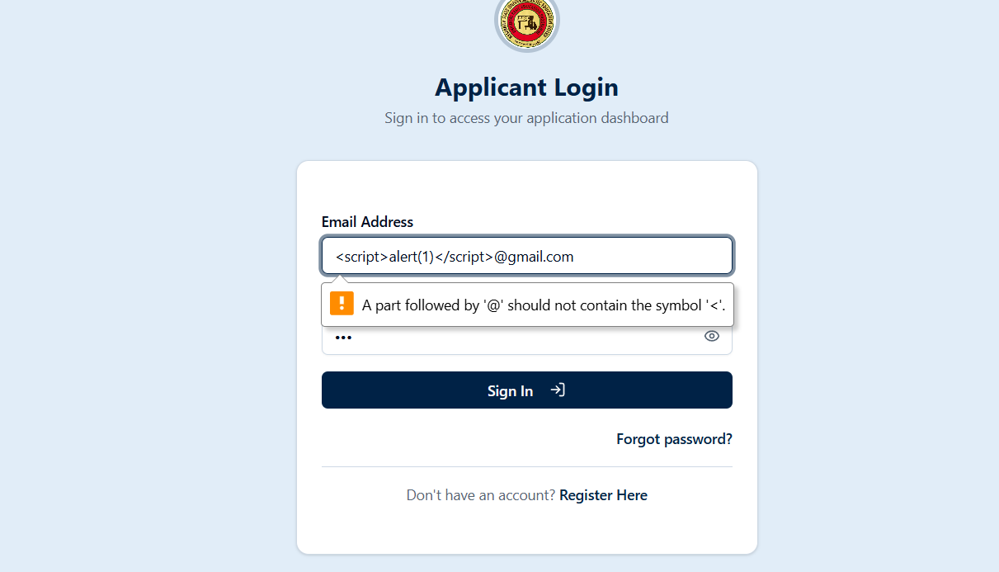 Applicant Login
Sign in to access your application dashboard
Email Address
<script>alert(1)</script>@gmail.com
A part followed by '@' should not contain the symbol '<'.
•••
Sign In
Forgot password?
Don't have an account? Register Here